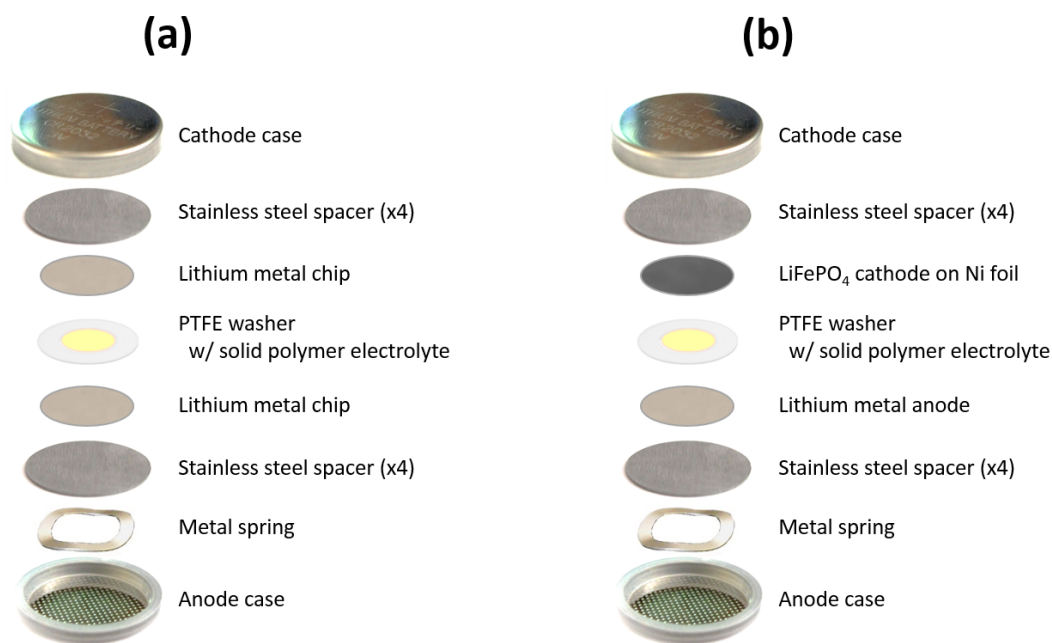 (a)
Cathode case
Stainless steel spacer (x4)
Lithium metal chip
PTFE washer
w/ solid polymer electrolyte
Lithium metal chip
Stainless steel spacer (x4)
Metal spring
Anode case
(b)
Cathode case
Stainless steel spacer (x4)
LiFePO₄ cathode on Ni foil
PTFE washer
w/ solid polymer electrolyte
Lithium metal anode
Stainless steel spacer (x4)
Metal spring
Anode case